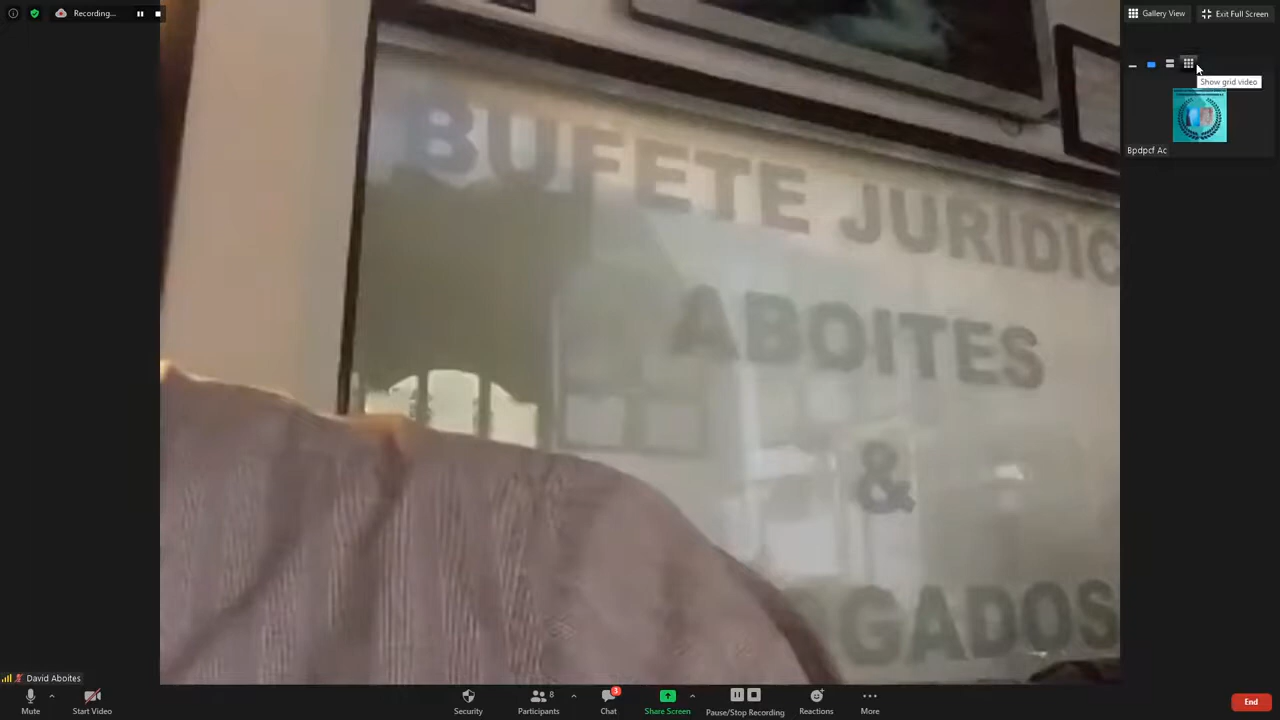 Recording...
Gallery View
Exit Full Screen
Show grid video
Bpdpcf Ac
BUFETE JURIDIC
ABOITES
&
GADOS
David Aboites
Mute
Start Video
Security
8
Participants
3
Chat
Share Screen
Pause/Stop Recording
Reactions
More
End